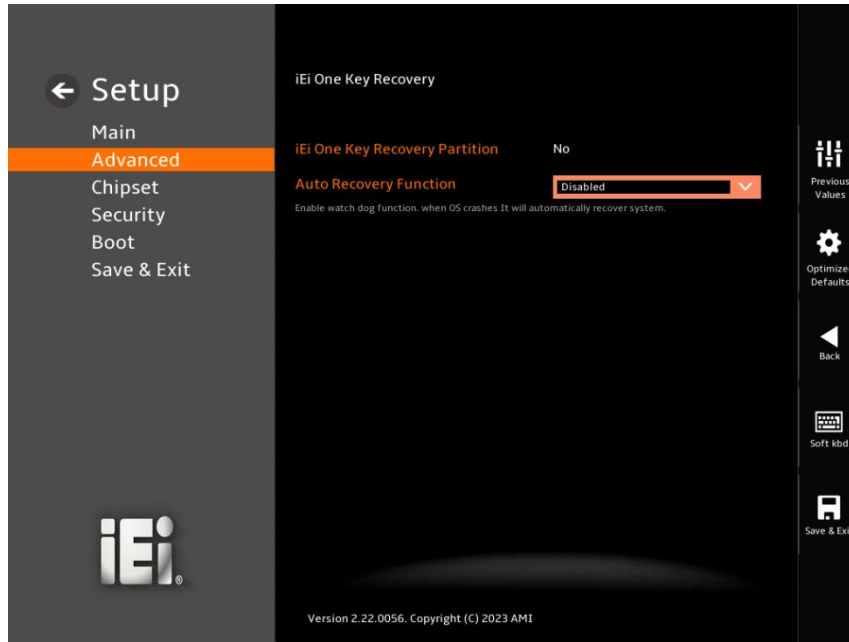 Setup
Main
Advanced
Chipset
Security
Boot
Save & Exit
iEi®
iEi One Key Recovery
iEi One Key Recovery Partition No
Auto Recovery Function Disabled
Enable watch dog function. when OS crashes It will automatically recover system.
Previous
Values
Optimize
Defaults
Back
Soft kbd
Save & Exi
Version 2.22.0056. Copyright (C) 2023 AMI